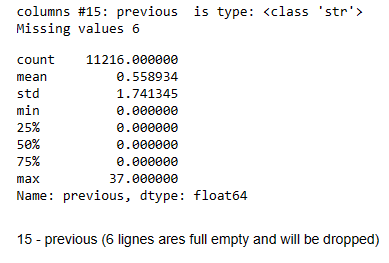 columns #15: previous  is type: <class 'str'>
Missing values 6
count    11216.000000
mean         0.558934
std          1.741345
min          0.000000
25%          0.000000
50%          0.000000
75%          0.000000
max         37.000000
Name: previous, dtype: float64
15 - previous (6 lignes ares full empty and will be dropped)